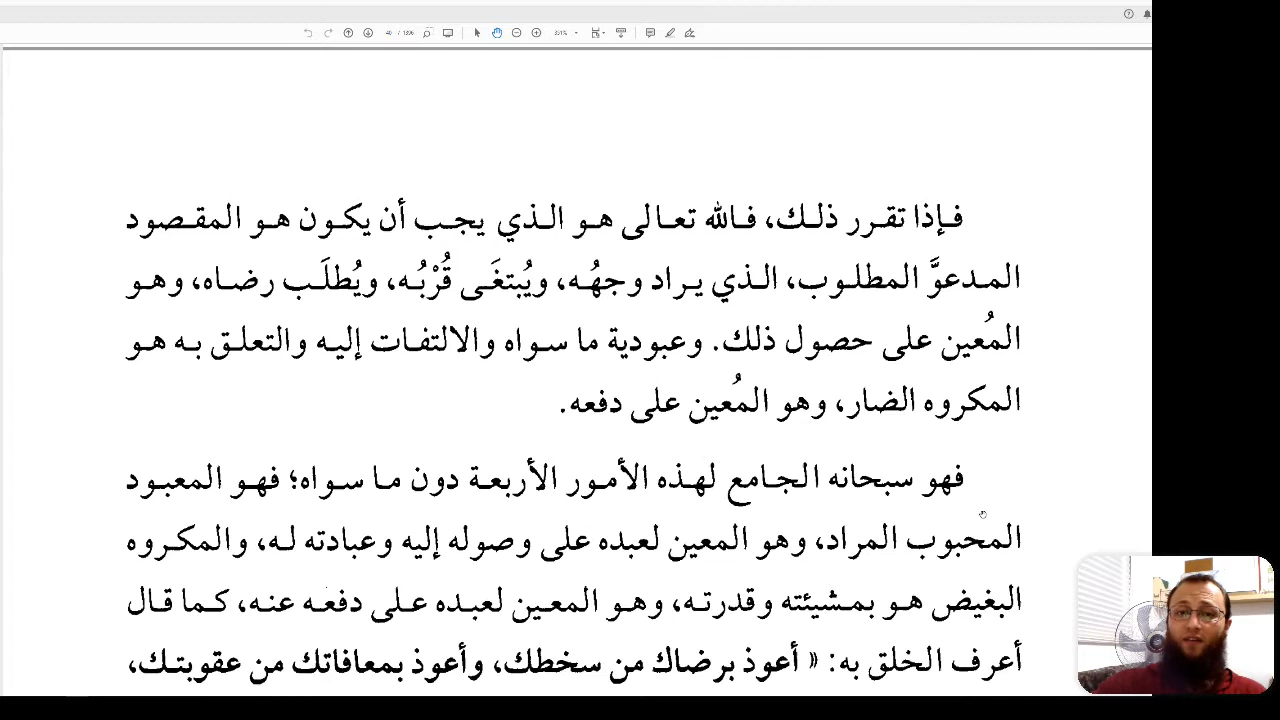 40 / 1396
351%
فإذا تقرر ذلك، فالله تعالى هو الذي يجب أن يكون هو المقصود
المدعوَّ المطلوب، الذي يراد وجهُه، ويُبتغَى قُرْبُه، ويُطلَب رضاه، وهو
المُعين على حصول ذلك. وعبودية ما سواه والالتفات إليه والتعلق به هو
المكروه الضار، وهو المُعين على دفعه.
فهو سبحانه الجامع لهذه الأمور الأربعة دون ما سواه؛ فهو المعبود
المحبوب المراد، وهو المعين لعبده على وصوله إليه وعبادته له، والمكروه
البغيض هو بمشيئته وقدرته، وهو المعين لعبده على دفعه عنه، كما قال
أعرف الخلق به: « أعوذ برضاك من سخطك، وأعوذ بمعافاتك من عقوبتك،